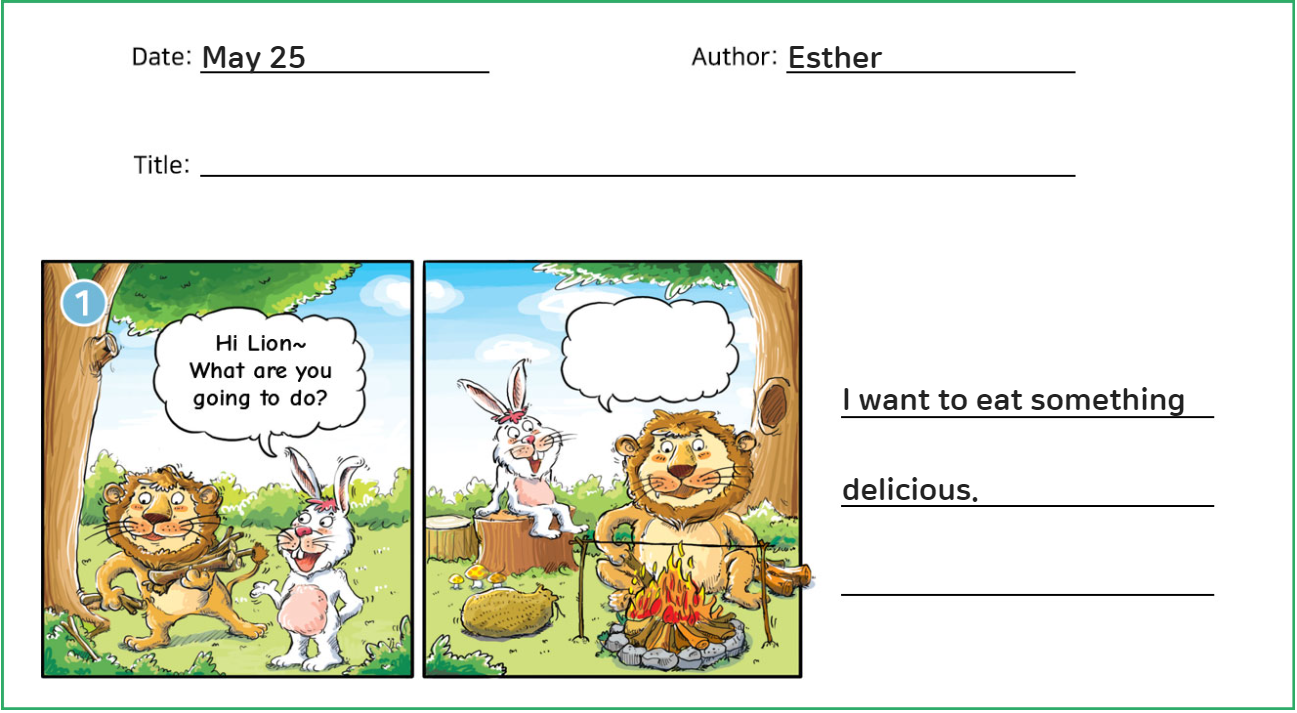 Date: May 25
Author: Esther
Title:
1
Hi Lion~
What are you
going to do?
I want to eat something
delicious.